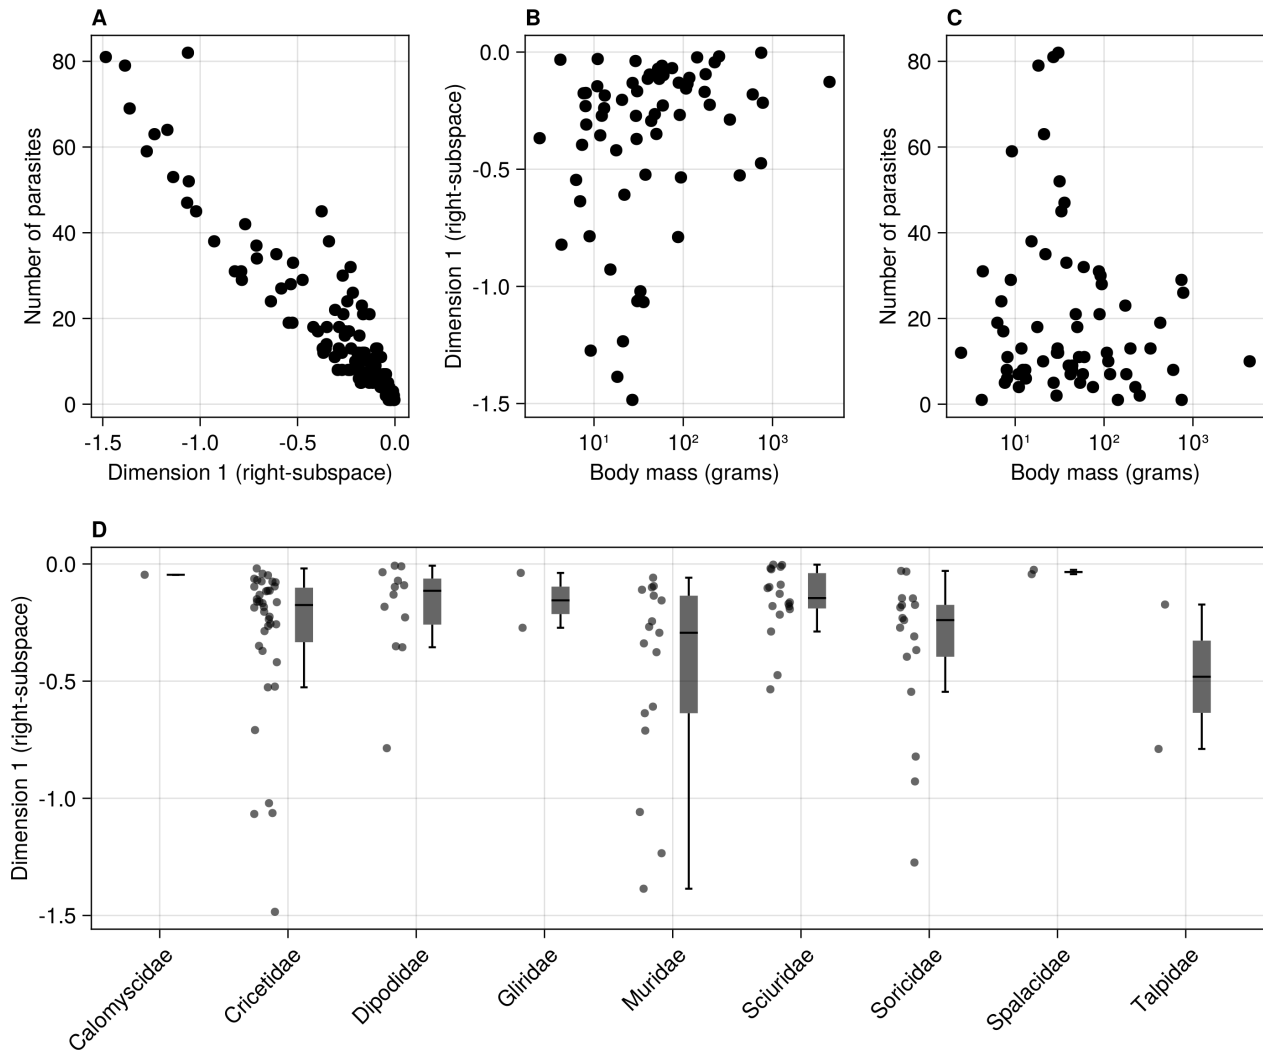 A
B
C
80
60
40
20
0
Number of parasites
-1.5 -1.0 -0.5 0.0
Dimension 1 (right-subspace)
0.0
-0.5
-1.0
-1.5
Dimension 1 (right-subspace)
10¹ 10² 10³
Body mass (grams)
80
60
40
20
0
Number of parasites
10¹ 10² 10³
Body mass (grams)
D
0.0
-0.5
-1.0
-1.5
Dimension 1 (right-subspace)
Calomyscidae
Cricetidae
Dipodidae
Gliridae
Muridae
Sciuridae
Soricidae
Spalacidae
Talpidae